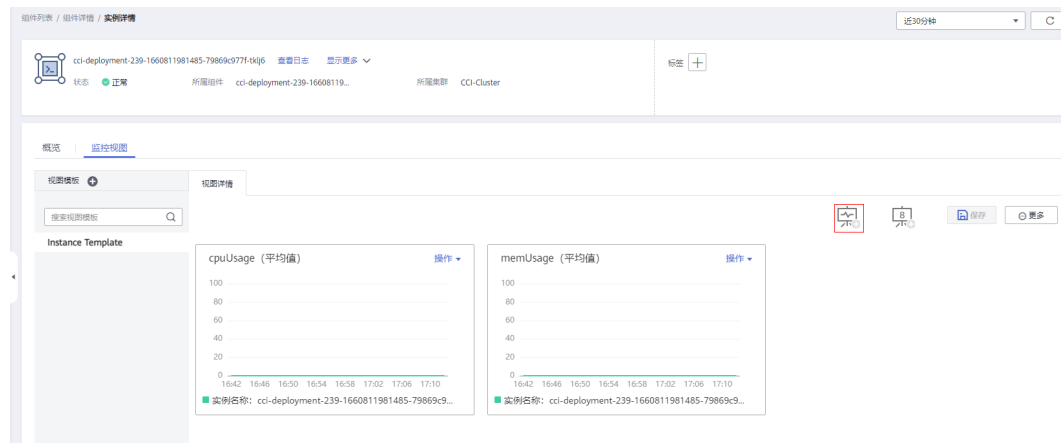 组件列表 / 组件详情 / 实例详情
近30分钟
cci-deployment-239-1660811981485-79869c977f-tklj6 查看日志 显示更多
标签
状态 正常 所属组件 cci-deployment-239-16608119... 所属集群 CCI-Cluster
概览 监控视图
视图模板 视图详情
搜索视图模板
8 保存 更多
Instance Template
cpuUsage（平均值） 操作
100
80
60
40
20
0
16:42 16:46 16:50 16:54 16:58 17:02 17:06 17:10
实例名称：cci-deployment-239-1660811981485-79869c9...
memUsage（平均值） 操作
100
80
60
40
20
0
16:42 16:46 16:50 16:54 16:58 17:02 17:06 17:10
实例名称：cci-deployment-239-1660811981485-79869c9...